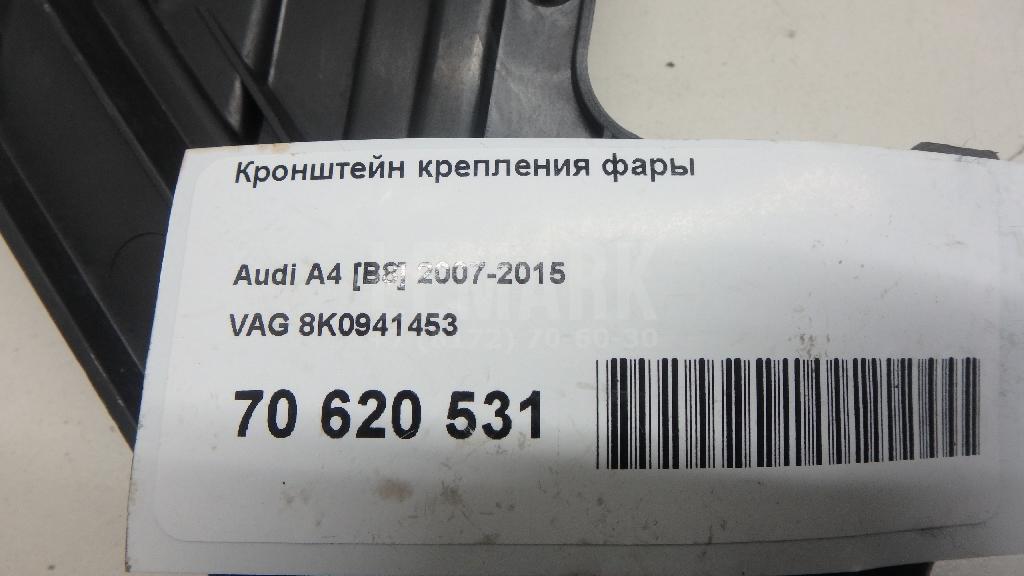 Кронштейн крепления фары
Audi A4 [B8] 2007-2015
VAG 8K0941453
70 620 531